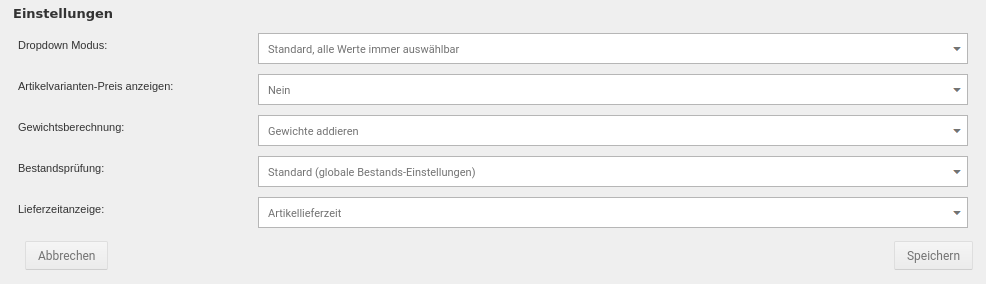 Einstellungen
Dropdown Modus: Standard, alle Werte immer auswählbar
Artikelvarianten-Preis anzeigen: Nein
Gewichtsberechnung: Gewichte addieren
Bestandsprüfung: Standard (globale Bestands-Einstellungen)
Lieferzeitanzeige: Artikellieferzeit
Abbrechen Speichern